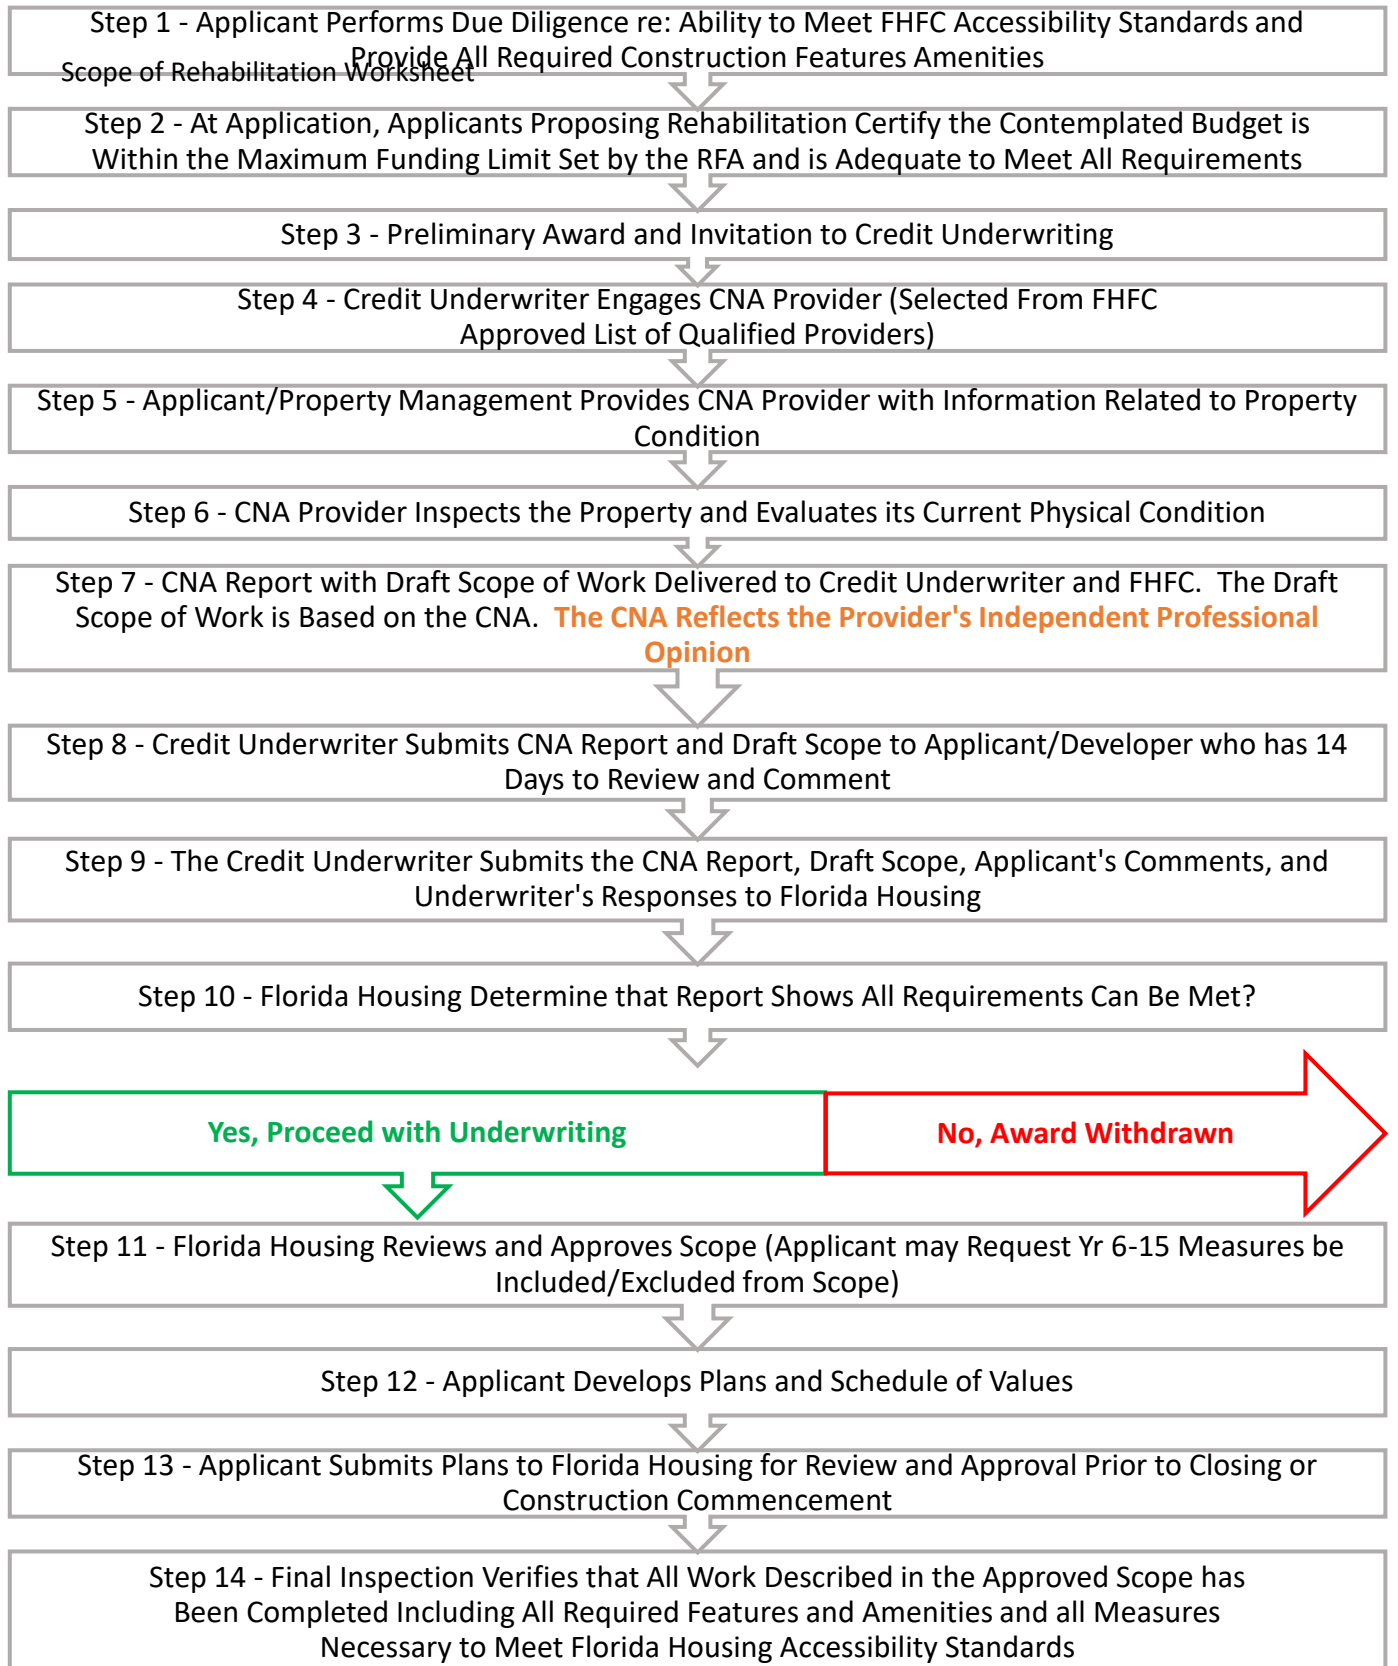 Step 1 - Applicant Performs Due Diligence re: Ability to Meet FHFC Accessibility Standards and
Provide All Required Construction Features Amenities
Scope of Rehabilitation Worksheet
Step 2 - At Application, Applicants Proposing Rehabilitation Certify the Contemplated Budget is
Within the Maximum Funding Limit Set by the RFA and is Adequate to Meet All Requirements
Step 3 - Preliminary Award and Invitation to Credit Underwriting
Step 4 - Credit Underwriter Engages CNA Provider (Selected From FHFC
Approved List of Qualified Providers)
Step 5 - Applicant/Property Management Provides CNA Provider with Information Related to Property
Condition
Step 6 - CNA Provider Inspects the Property and Evaluates its Current Physical Condition
Step 7 - CNA Report with Draft Scope of Work Delivered to Credit Underwriter and FHFC.  The Draft
Scope of Work is Based on the CNA.  The CNA Reflects the Provider's Independent Professional
Opinion
Step 8 - Credit Underwriter Submits CNA Report and Draft Scope to Applicant/Developer who has 14
Days to Review and Comment
Step 9 - The Credit Underwriter Submits the CNA Report, Draft Scope, Applicant's Comments, and
Underwriter's Responses to Florida Housing
Step 10 - Florida Housing Determine that Report Shows All Requirements Can Be Met?
Yes, Proceed with Underwriting
No, Award Withdrawn
Step 11 - Florida Housing Reviews and Approves Scope (Applicant may Request Yr 6-15 Measures be
Included/Excluded from Scope)
Step 12 - Applicant Develops Plans and Schedule of Values
Step 13 - Applicant Submits Plans to Florida Housing for Review and Approval Prior to Closing or
Construction Commencement
Step 14 - Final Inspection Verifies that All Work Described in the Approved Scope has
Been Completed Including All Required Features and Amenities and all Measures
Necessary to Meet Florida Housing Accessibility Standards